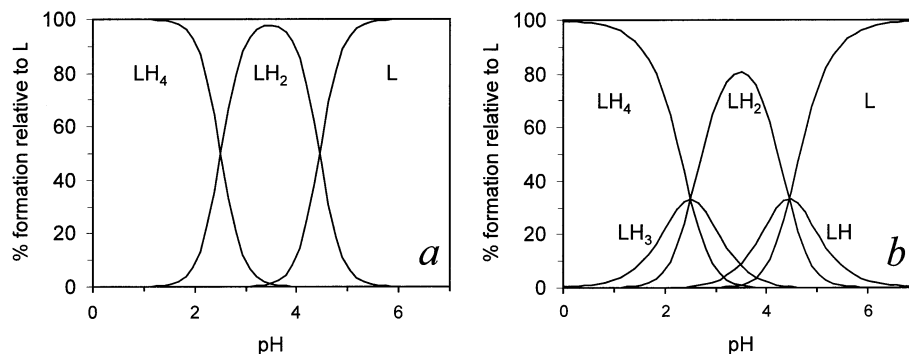 % formation relative to L
100
80
60
40
20
0
LH₄
LH₂
L
a
0
2
4
6
pH
% formation relative to L
100
80
60
40
20
0
LH₄
LH₂
L
LH₃
LH
b
0
2
4
6
pH